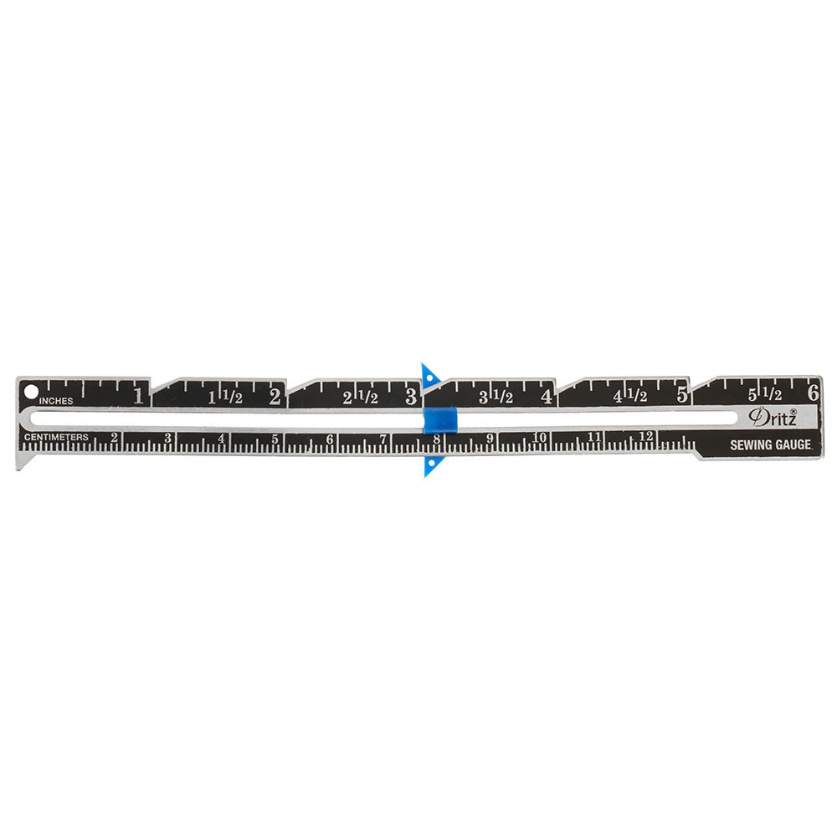 1 1 1/2 2 2 1/2 3 3 1/2 4 4 1/2 5 5 1/2 6
INCHES
Dritz®
CENTIMETERS 2 3 4 5 6 7 8 9 10 11 12
SEWING GAUGE